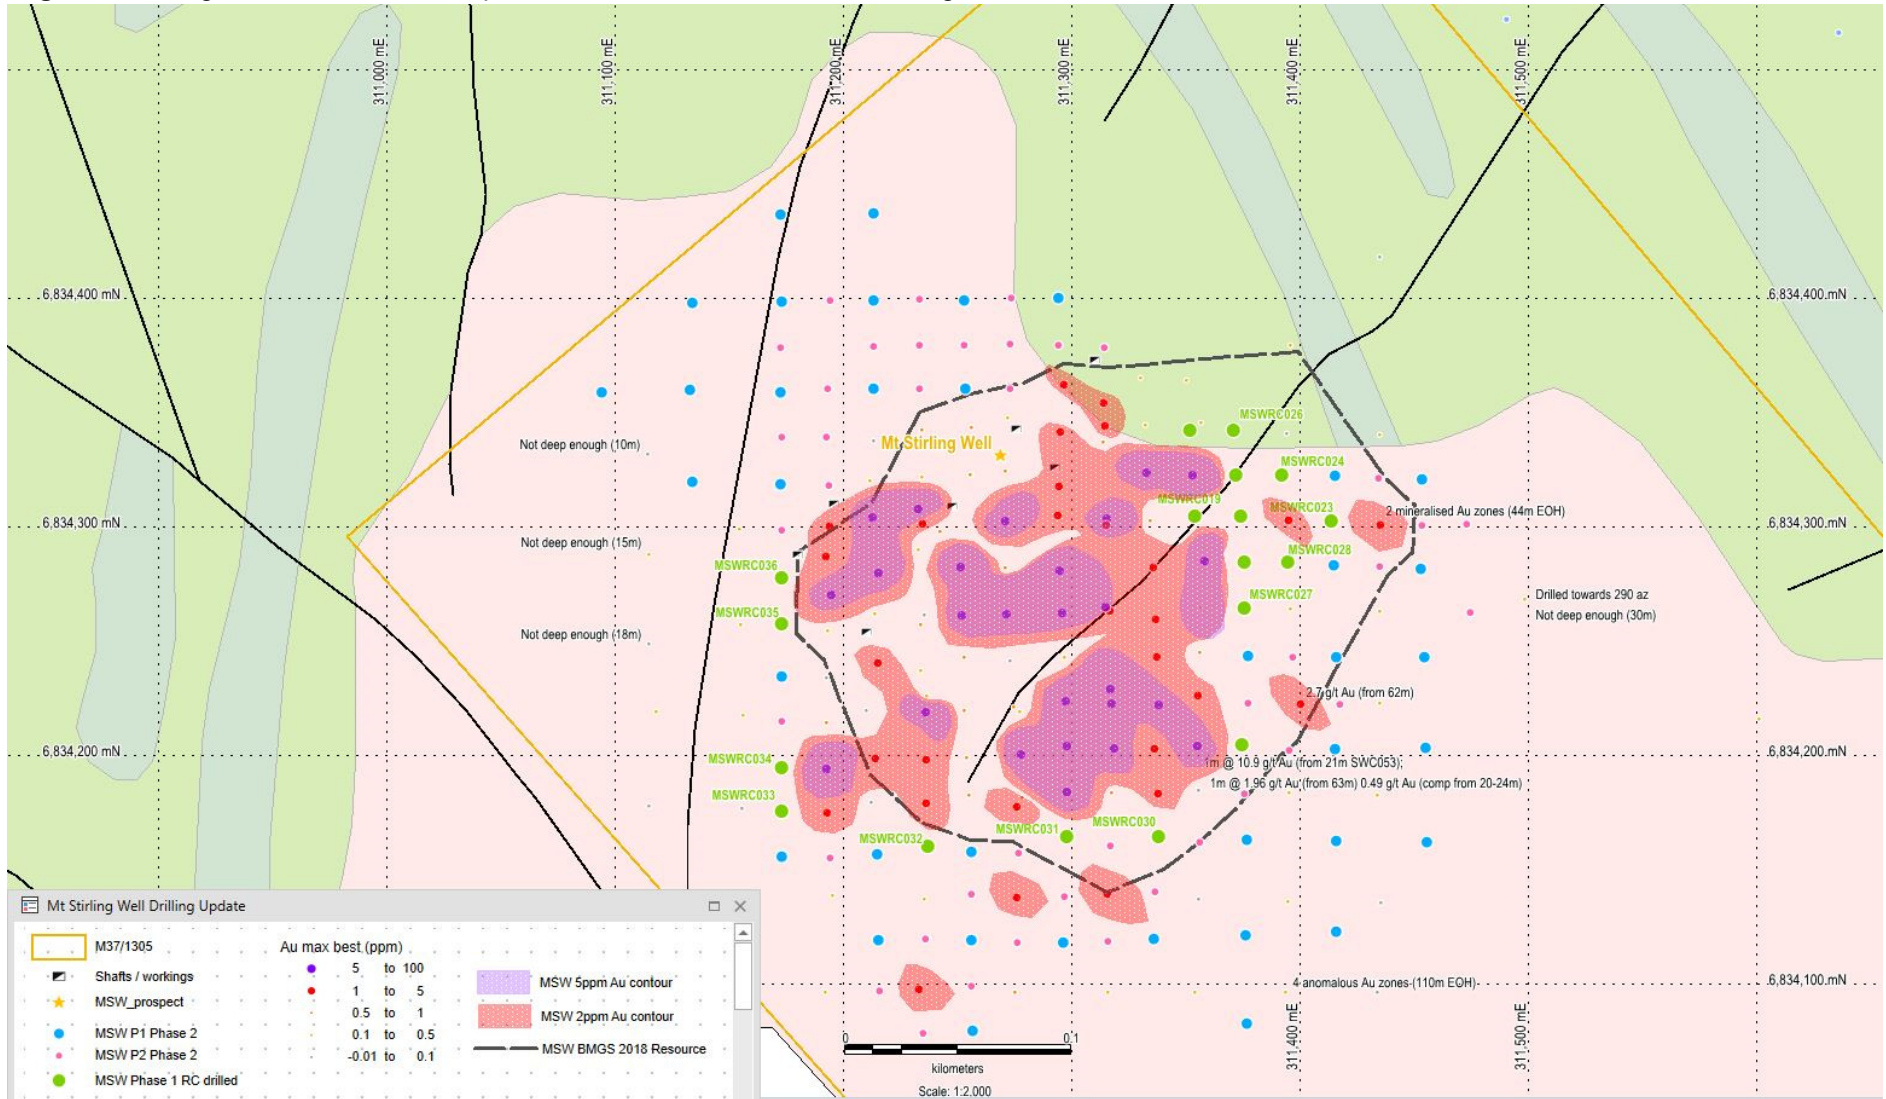 311,000 mE
311,100 mE
311,200 mE
311,300 mE
311,400 mE
311,500 mE
6,834,400 mN
6,834,400 mN
MSWRC026
Mt Stirling Well
Not deep enough (10m)
MSWRC024
MSWRC019
MSWRC023
2 mineralised Au zones (44m EOH)
6,834,300 mN
6,834,300 mN
Not deep enough (15m)
MSWRC028
MSWRC036
MSWRC027
Drilled towards 290 az
MSWRC035
Not deep enough (30m)
Not deep enough (18m)
2.7 g/t Au (from 62m)
6,834,200 mN
6,834,200 mN
MSWRC034
1m @ 10.9 g/t Au (from 21m SWC053);
1m @ 1.96 g/t Au (from 63m) 0.49 g/t Au (comp from 20-24m)
MSWRC033
MSWRC031
MSWRC030
MSWRC032
4 anomalous Au zones (110m EOH)
6,834,100 mN
311,400 mE
311,500 mE
0
0.1
kilometers
Scale: 1:2,000
Mt Stirling Well Drilling Update
M37/1305
Shafts / workings
MSW_prospect
MSW P1 Phase 2
MSW P2 Phase 2
MSW Phase 1 RC drilled
Au max best (ppm)
5 to 100
1 to 5
0.5 to 1
0.1 to 0.5
-0.01 to 0.1
MSW 5ppm Au contour
MSW 2ppm Au contour
MSW BMGS 2018 Resource